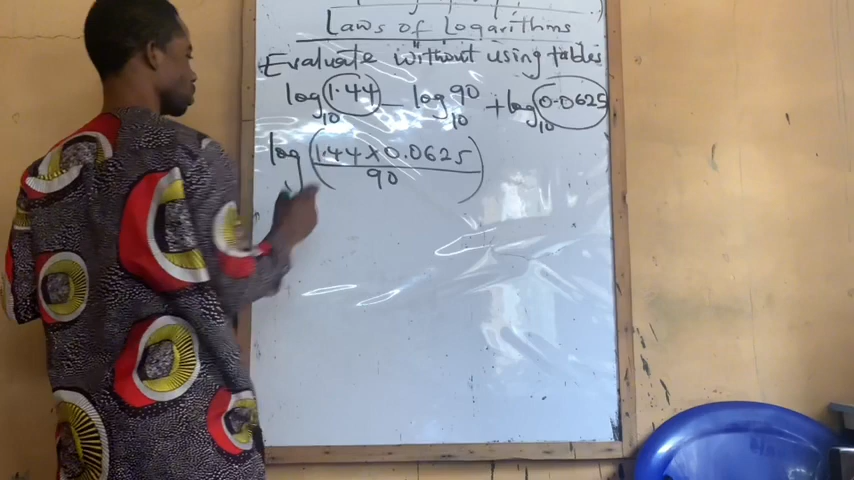 Laws of Logarithms
Evaluate without using tables
log₁₀ 1.44 – log₁₀ 90 + log₁₀ 0.0625
log (1.44 × 0.0625 / 90)